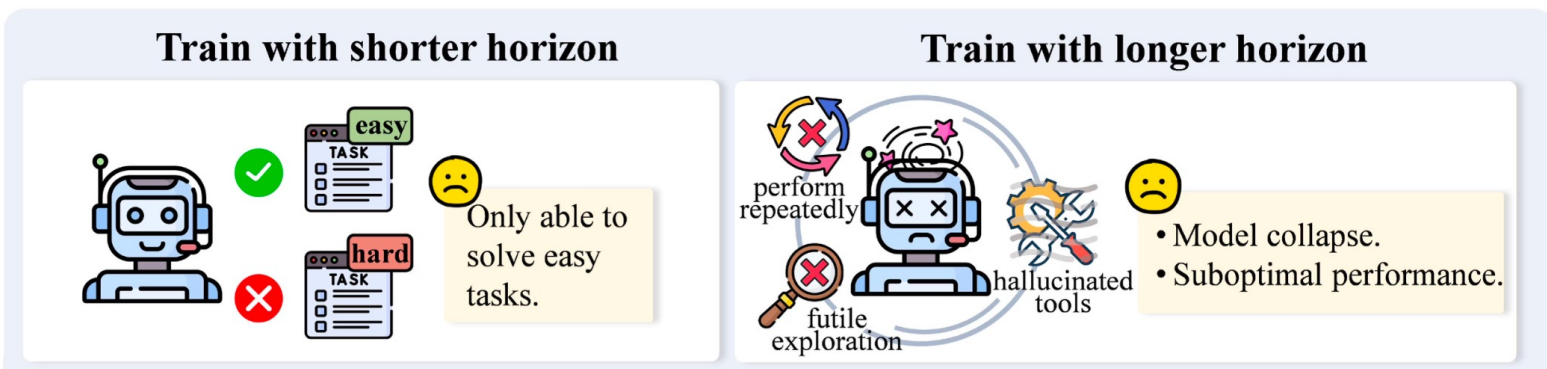 Train with shorter horizon
easy
TASK
hard
TASK
Only able to
solve easy
tasks.
Train with longer horizon
perform
repeatedly
futile
exploration
hallucinated
tools
• Model collapse.
• Suboptimal performance.